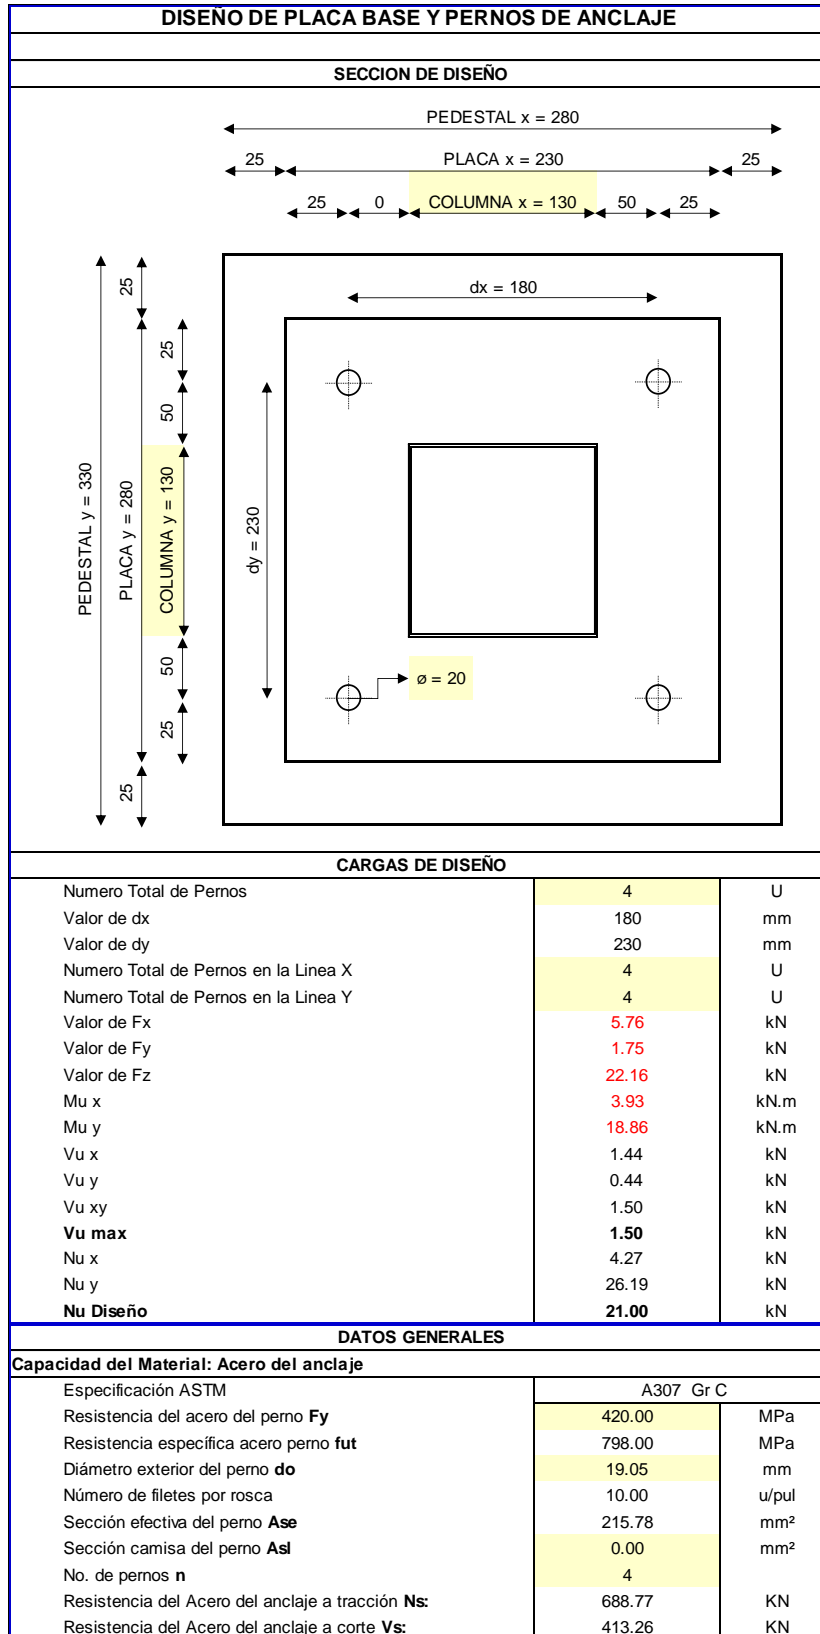 DISEÑO DE PLACA BASE Y PERNOS DE ANCLAJE
SECCION DE DISEÑO
PEDESTAL x = 280
25 PLACA x = 230 25
25 0 COLUMNA x = 130 50 25
dx = 180
25
25
50
PEDESTAL y = 330
PLACA y = 280
COLUMNA y = 130
dy = 230
50
25
25
ø = 20
CARGAS DE DISEÑO
Numero Total de Pernos 4 U
Valor de dx 180 mm
Valor de dy 230 mm
Numero Total de Pernos en la Linea X 4 U
Numero Total de Pernos en la Linea Y 4 U
Valor de Fx 5.76 kN
Valor de Fy 1.75 kN
Valor de Fz 22.16 kN
Mu x 3.93 kN.m
Mu y 18.86 kN.m
Vu x 1.44 kN
Vu y 0.44 kN
Vu xy 1.50 kN
Vu max 1.50 kN
Nu x 4.27 kN
Nu y 26.19 kN
Nu Diseño 21.00 kN
DATOS GENERALES
Capacidad del Material: Acero del anclaje
Especificación ASTM A307 Gr C
Resistencia del acero del perno Fy 420.00 MPa
Resistencia específica acero perno fut 798.00 MPa
Diámetro exterior del perno do 19.05 mm
Número de filetes por rosca 10.00 u/pul
Sección efectiva del perno Ase 215.78 mm²
Sección camisa del perno Asl 0.00 mm²
No. de pernos n 4
Resistencia del Acero del anclaje a tracción Ns: 688.77 KN
Resistencia del Acero del anclaje a corte Vs: 413.26 KN